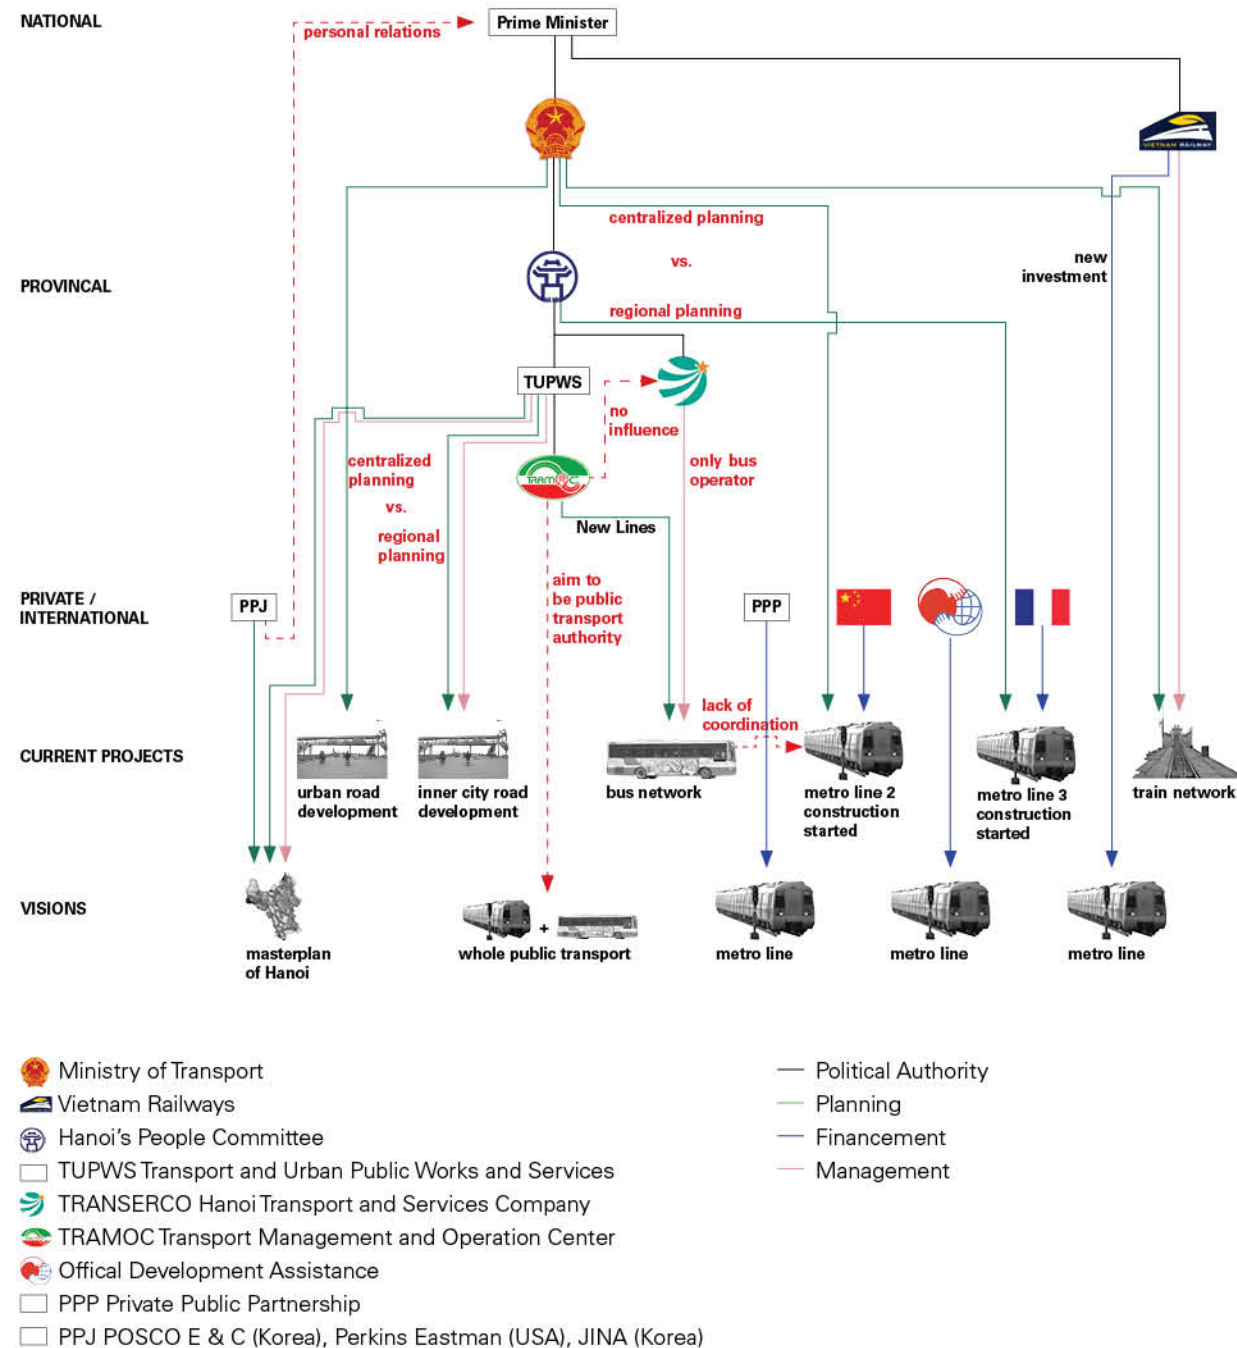 NATIONAL
Prime Minister
personal relations
VIETNAM RAILWAY
centralized planning
vs.
new
investment
PROVINCAL
regional planning
TUPWS
no
influence
centralized
planning
vs.
regional
planning
TRAMOC
only bus
operator
New Lines
aim to
be public
transport
authority
PRIVATE /
INTERNATIONAL
PPJ
PPP
lack of
coordination
CURRENT PROJECTS
urban road
development
inner city road
development
bus network
metro line 2
construction
started
metro line 3
construction
started
train network
VISIONS
+
masterplan
of Hanoi
whole public transport
metro line
metro line
metro line
Ministry of Transport
Vietnam Railways
Hanoi's People Committee
TUPWS Transport and Urban Public Works and Services
TRANSERCO Hanoi Transport and Services Company
TRAMOC Transport Management and Operation Center
Offical Development Assistance
PPP Private Public Partnership
PPJ POSCO E & C (Korea), Perkins Eastman (USA), JINA (Korea)
Political Authority
Planning
Financement
Management